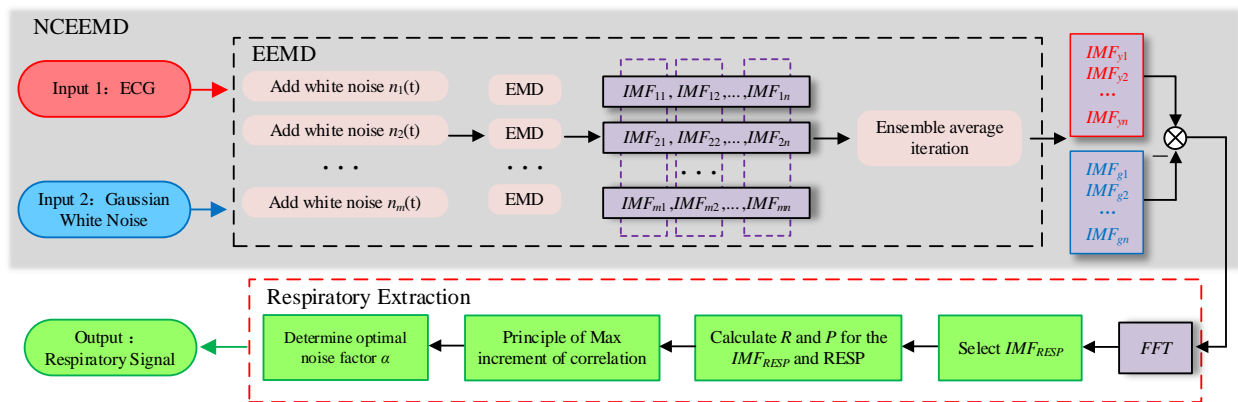 NCEEMD
EEMD
Input 1：ECG
Add white noise n1(t)
EMD
IMF11, IMF12,...,IMF1n
Add white noise n2(t)
EMD
IMF21, IMF22,...,IMF2n
Ensemble average
iteration
...
...
...
Input 2：Gaussian
White Noise
Add white noise nm(t)
EMD
IMFm1, IMFm2,...,IMFmn
IMFy1
IMFy2
...
IMFyn
−
IMFg1
IMFg2
...
IMFgn
Respiratory Extraction
Output：
Respiratory Signal
Determine optimal
noise factor α
Principle of Max
increment of correlation
Calculate R and P for the
IMFRESP and RESP
Select IMFRESP
FFT